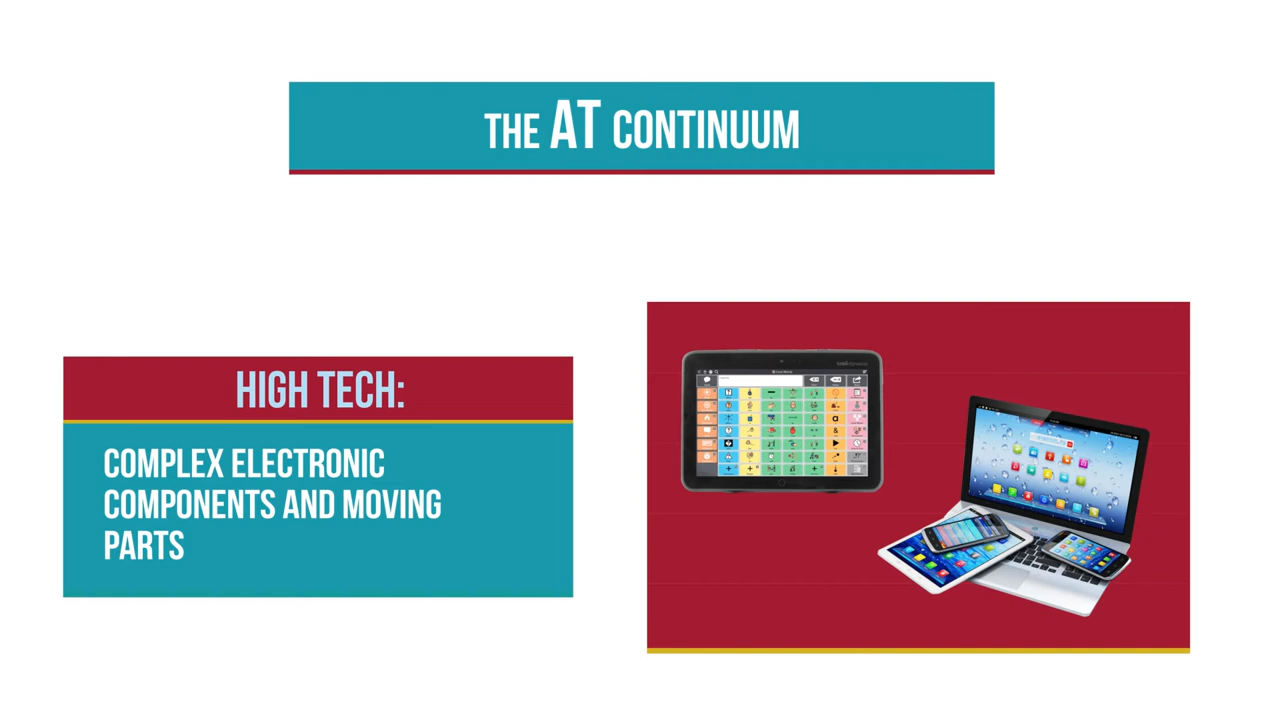 THE AT CONTINUUM
HIGH TECH:
COMPLEX ELECTRONIC
COMPONENTS AND MOVING
PARTS